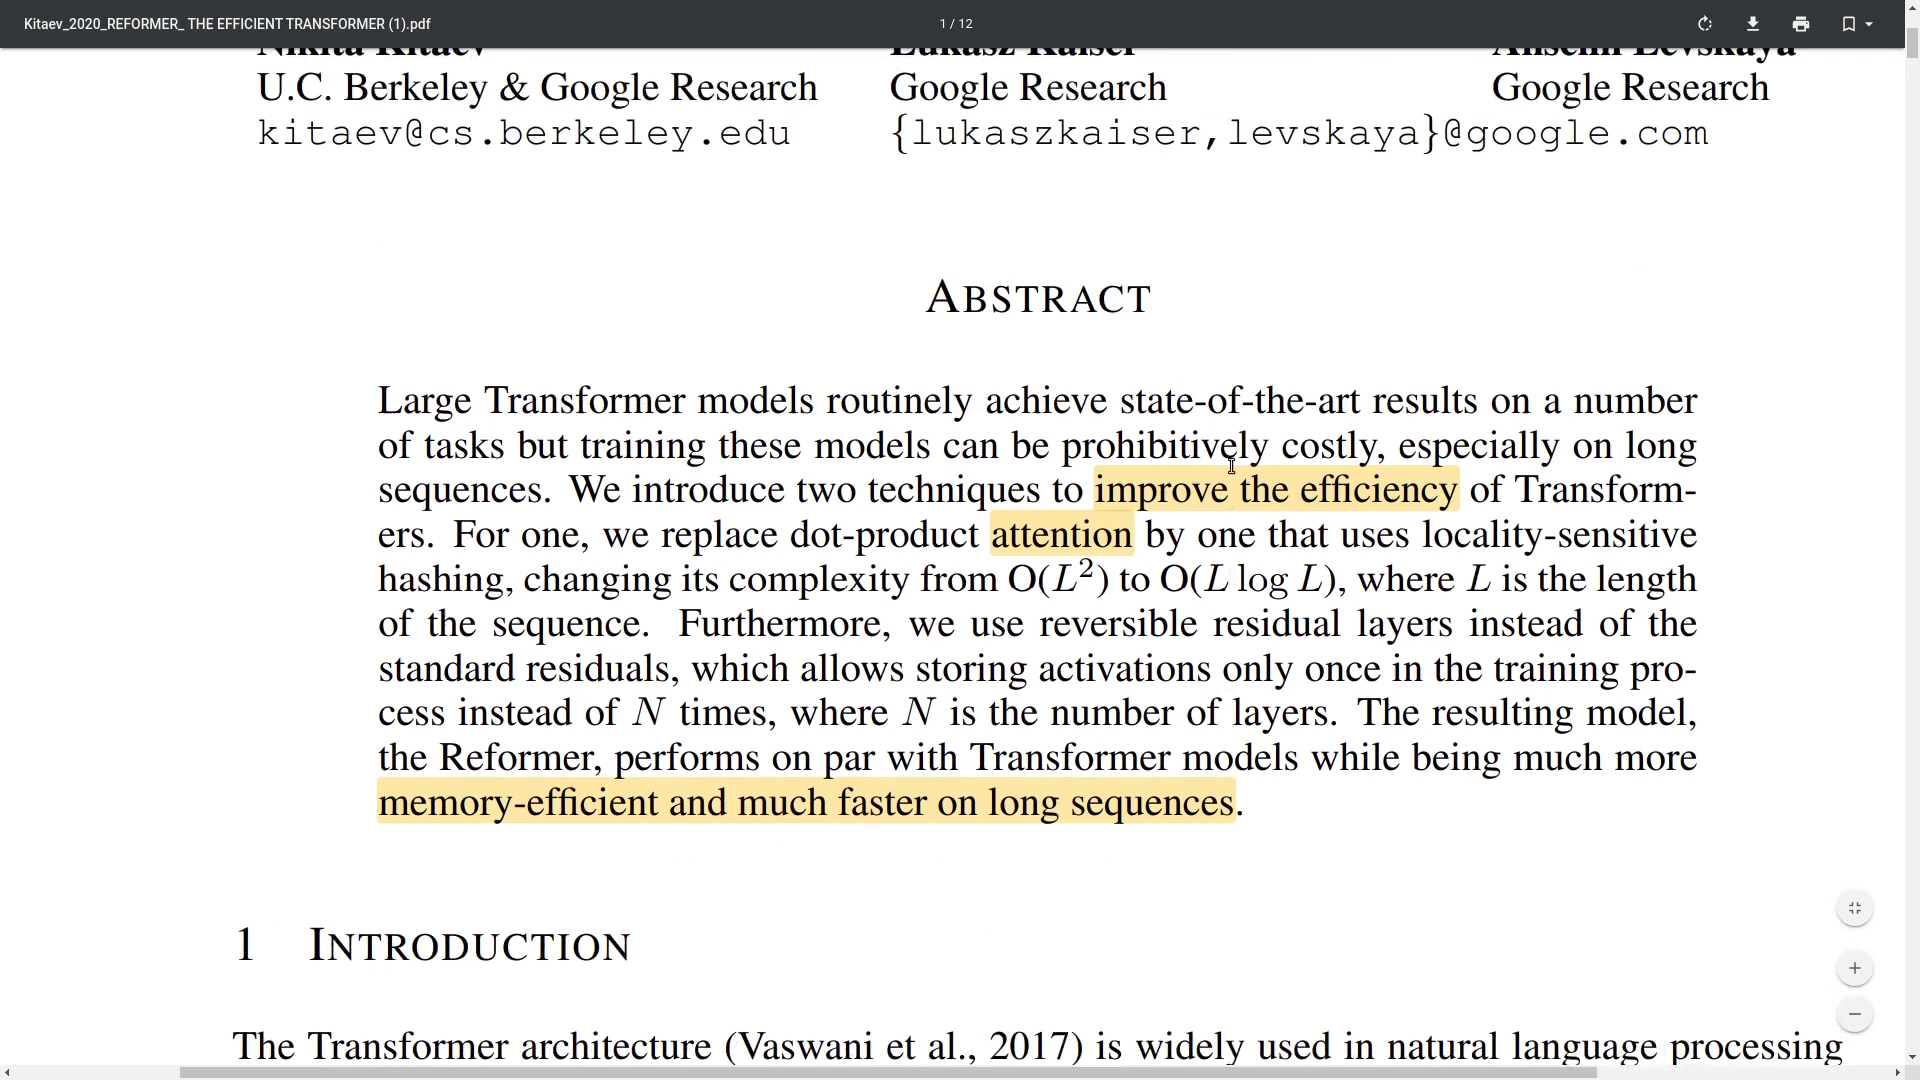 Kitaev_2020_REFORMER_ THE EFFICIENT TRANSFORMER (1).pdf
1 / 12
Nikita Kitaev Łukasz Kaiser Anselm Levskaya
U.C. Berkeley & Google Research Google Research Google Research
kitaev@cs.berkeley.edu {lukaszkaiser,levskaya}@google.com
ABSTRACT
Large Transformer models routinely achieve state-of-the-art results on a number
of tasks but training these models can be prohibitively costly, especially on long
sequences. We introduce two techniques to improve the efficiency of Transform-
ers. For one, we replace dot-product attention by one that uses locality-sensitive
hashing, changing its complexity from O(L²) to O(L log L), where L is the length
of the sequence. Furthermore, we use reversible residual layers instead of the
standard residuals, which allows storing activations only once in the training pro-
cess instead of N times, where N is the number of layers. The resulting model,
the Reformer, performs on par with Transformer models while being much more
memory-efficient and much faster on long sequences.
1 INTRODUCTION
The Transformer architecture (Vaswani et al., 2017) is widely used in natural language processing